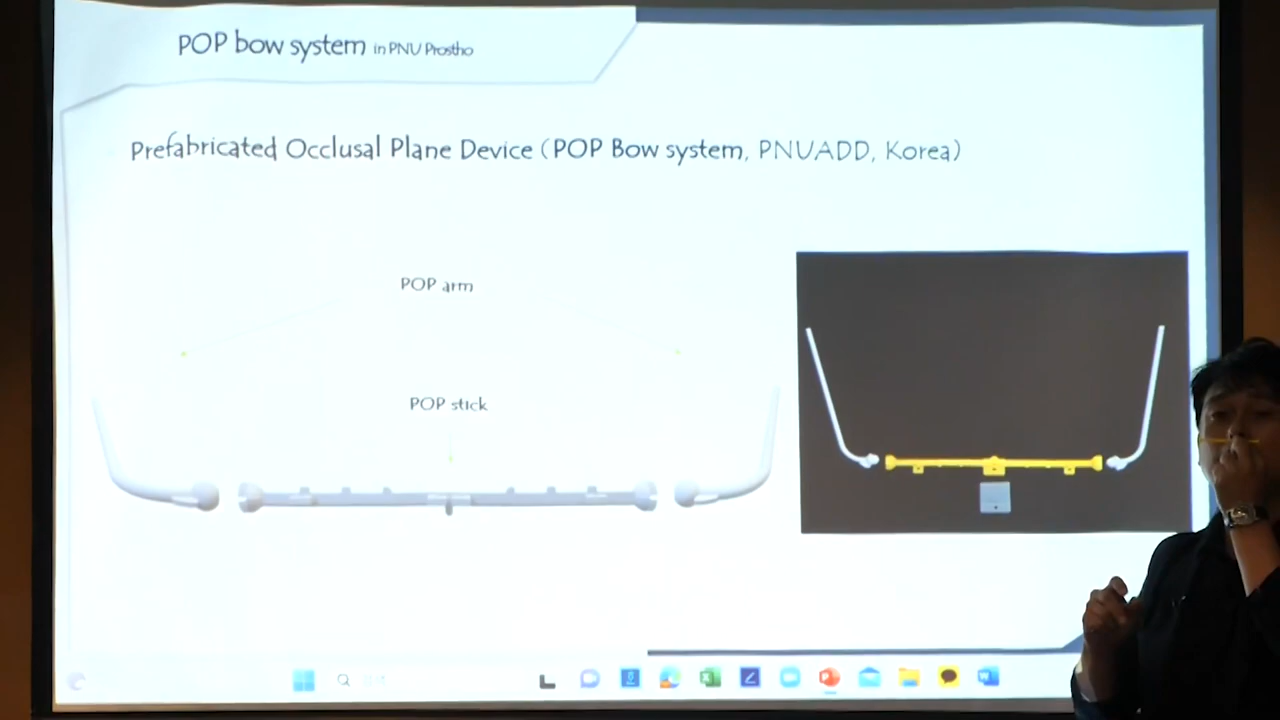 POP bow system in PNU Prostho
Prefabricated Occlusal Plane Device (POP Bow system, PNUADD, Korea)
POP arm
POP stick